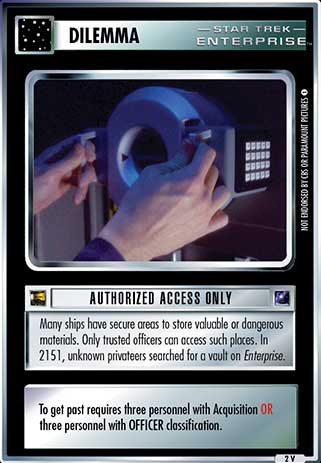 DILEMMA
STAR TREK
ENTERPRISE™
NOT ENDORSED BY CBS OR PARAMOUNT PICTURES
AUTHORIZED ACCESS ONLY
Many ships have secure areas to store valuable or dangerous
materials. Only trusted officers can access such places. In
2151, unknown privateers searched for a vault on Enterprise.
To get past requires three personnel with Acquisition OR
three personnel with OFFICER classification.
2 V